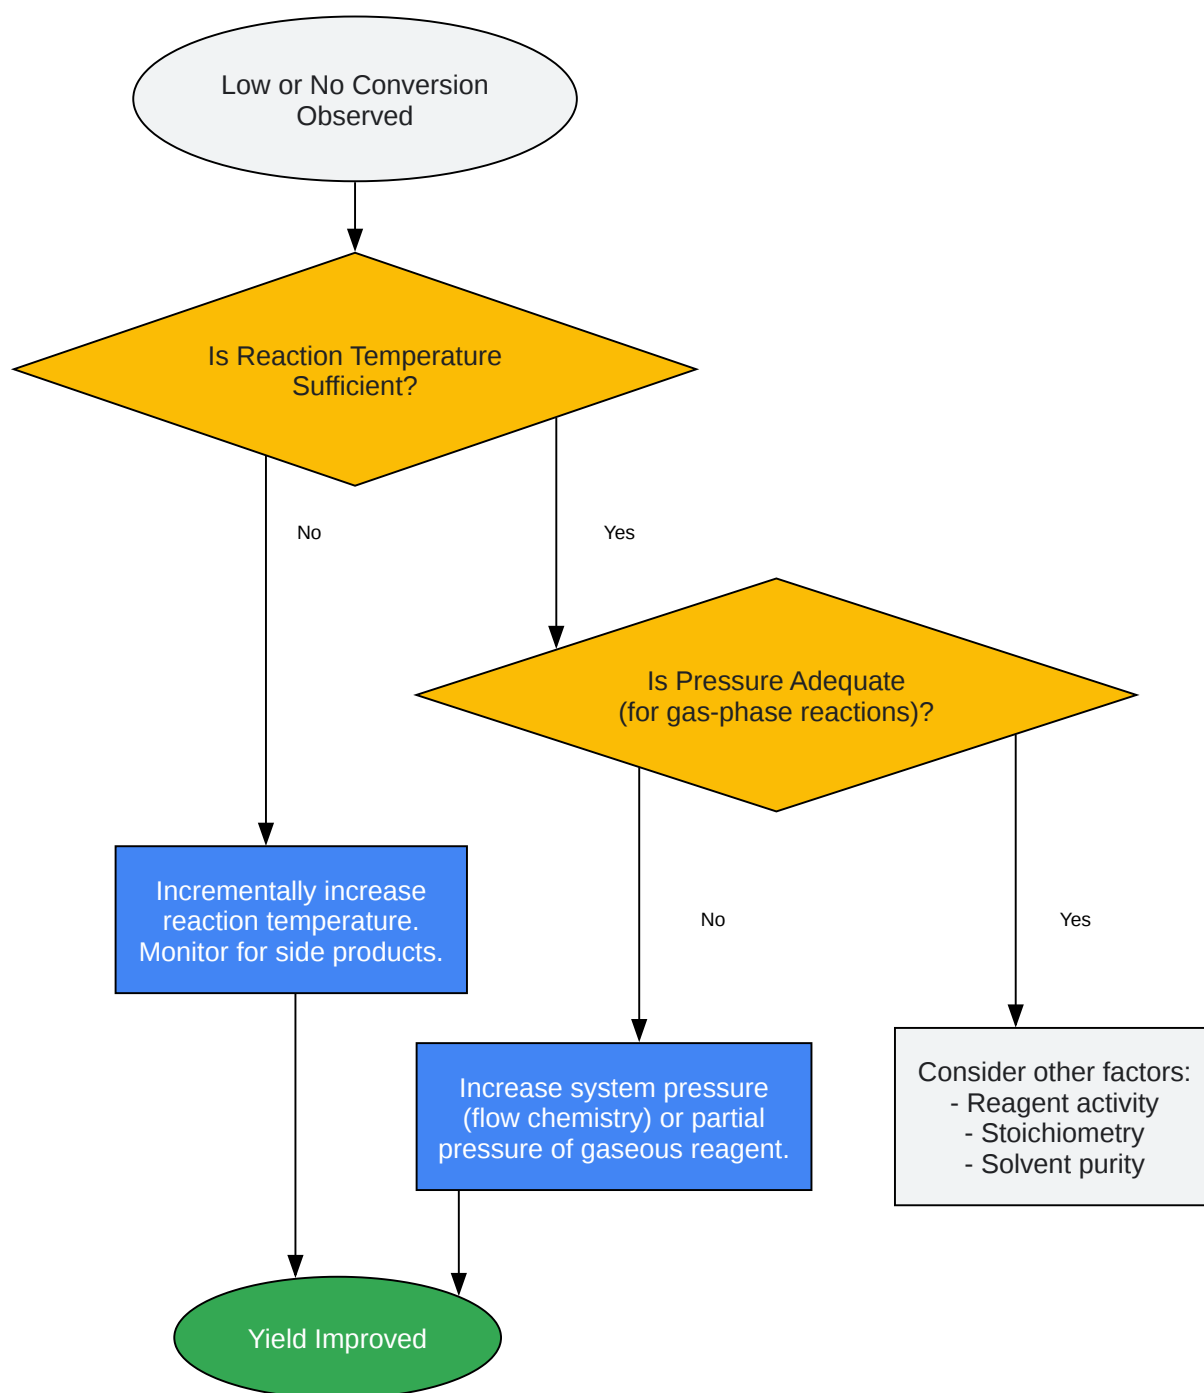 Low or No Conversion
Observed
Is Reaction Temperature
Sufficient?
No
Yes
Is Pressure Adequate
(for gas-phase reactions)?
Incrementally increase
reaction temperature.
Monitor for side products.
No
Yes
Increase system pressure
(flow chemistry) or partial
pressure of gaseous reagent.
Consider other factors:
- Reagent activity
- Stoichiometry
- Solvent purity
Yield Improved